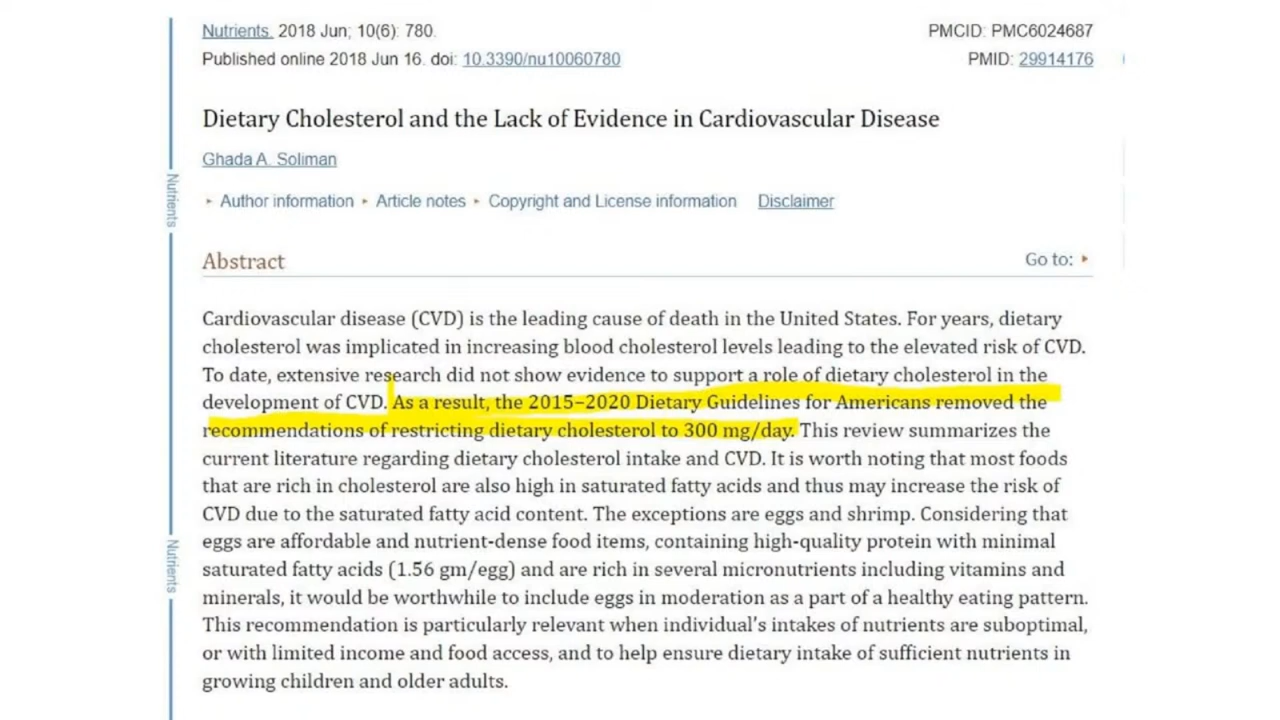 Nutrients. 2018 Jun; 10(6): 780.
PMCID: PMC6024687
Published online 2018 Jun 16. doi: 10.3390/nu10060780
PMID: 29914176
Dietary Cholesterol and the Lack of Evidence in Cardiovascular Disease
Ghada A. Soliman
▸ Author information ▸ Article notes ▸ Copyright and License information Disclaimer
Abstract
Go to: ▸
Cardiovascular disease (CVD) is the leading cause of death in the United States. For years, dietary
cholesterol was implicated in increasing blood cholesterol levels leading to the elevated risk of CVD.
To date, extensive research did not show evidence to support a role of dietary cholesterol in the
development of CVD. As a result, the 2015–2020 Dietary Guidelines for Americans removed the
recommendations of restricting dietary cholesterol to 300 mg/day. This review summarizes the
current literature regarding dietary cholesterol intake and CVD. It is worth noting that most foods
that are rich in cholesterol are also high in saturated fatty acids and thus may increase the risk of
CVD due to the saturated fatty acid content. The exceptions are eggs and shrimp. Considering that
eggs are affordable and nutrient-dense food items, containing high-quality protein with minimal
saturated fatty acids (1.56 gm/egg) and are rich in several micronutrients including vitamins and
minerals, it would be worthwhile to include eggs in moderation as a part of a healthy eating pattern.
This recommendation is particularly relevant when individual’s intakes of nutrients are suboptimal,
or with limited income and food access, and to help ensure dietary intake of sufficient nutrients in
growing children and older adults.
Nutrients
Nutrients